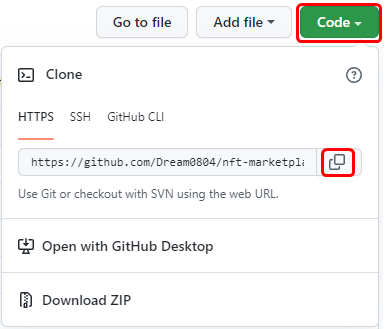 Go to file Add file Code
Clone
HTTPS SSH GitHub CLI
https://github.com/Dream0804/nft-marketpla
Use Git or checkout with SVN using the web URL.
Open with GitHub Desktop
Download ZIP